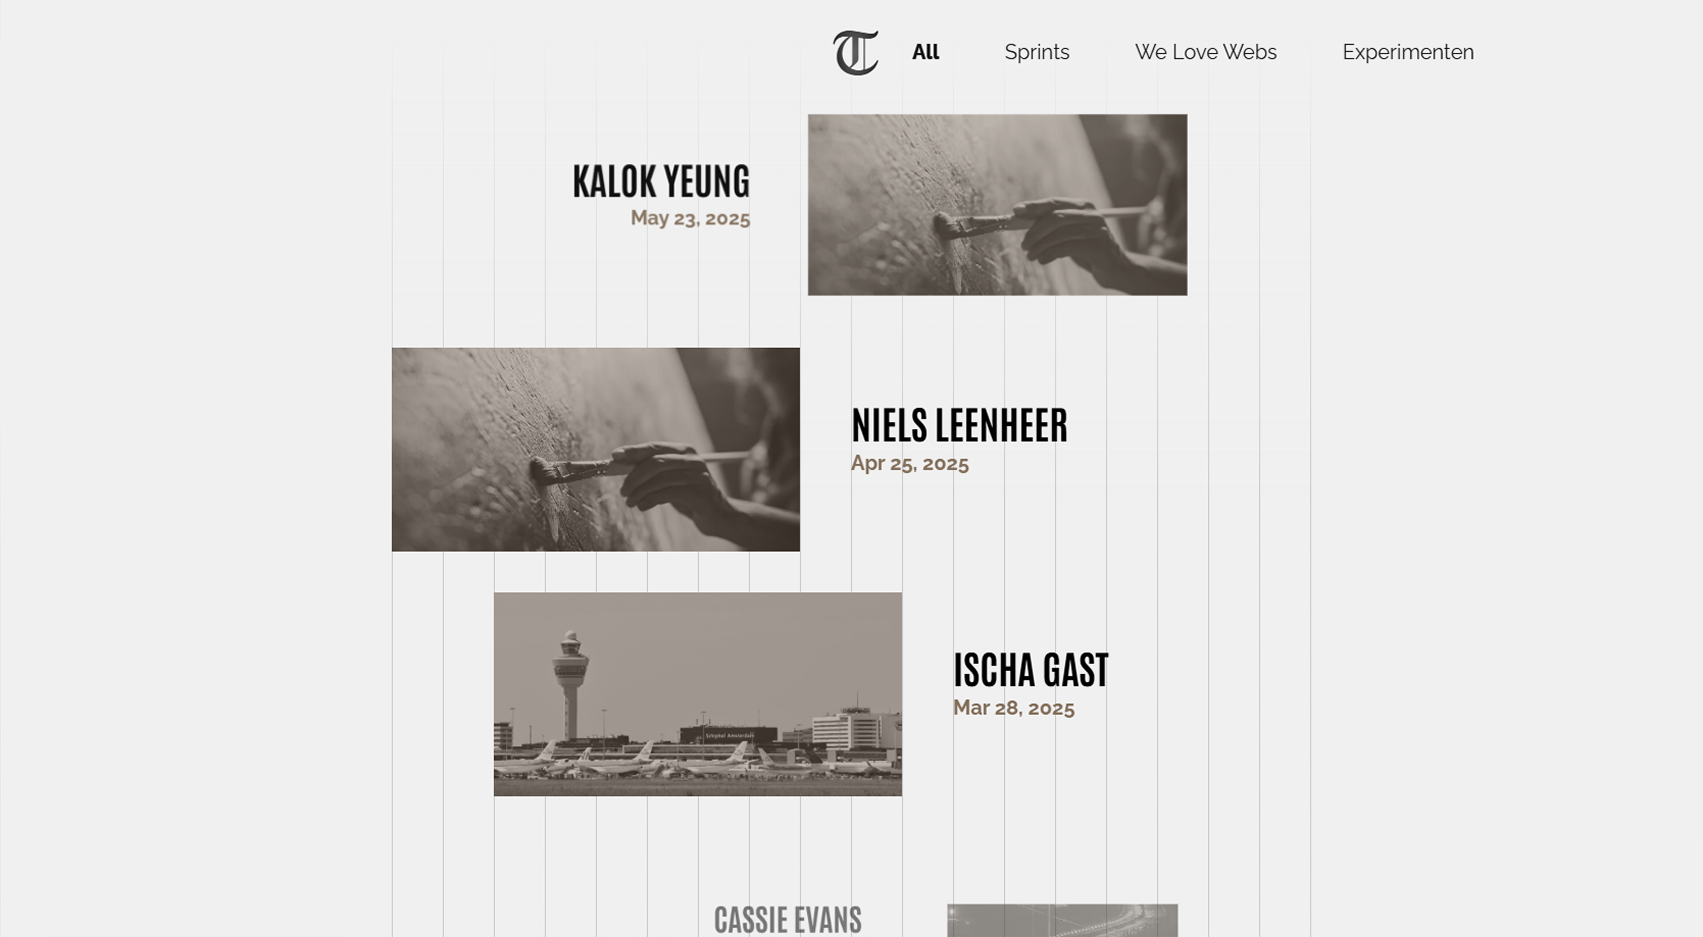 T
All
Sprints
We Love Webs
Experimenten
KALOK YEUNG
May 23, 2025
NIELS LEENHEER
Apr 25, 2025
Schiphol Amsterdam
ISCHA GAST
Mar 28, 2025
CASSIE EVANS